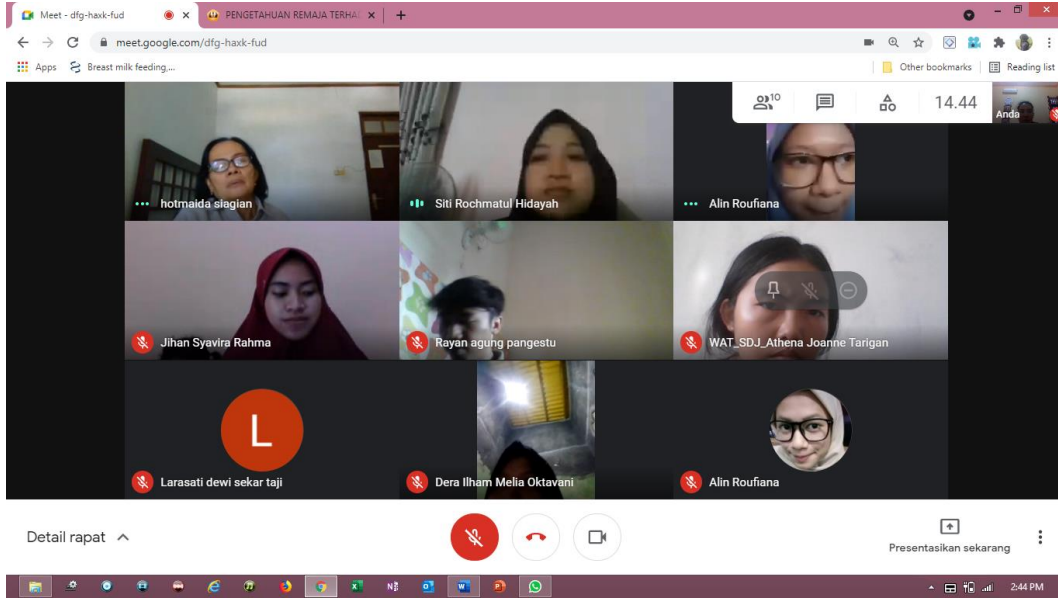 Meet - dfg-haxk-fud
PENGETAHUAN REMAJA TERHA
meet.google.com/dfg-haxk-fud
Apps
Breast milk feeding,...
Other bookmarks
Reading list
10
14.44
Anda
hotmaida siagian
Siti Rochmatul Hidayah
Alin Roufiana
Jihan Syavira Rahma
Rayan agung pangestu
WAT_SDJ_Athena Joanne Tarigan
L
Larasati dewi sekar taji
Dera Ilham Melia Oktavani
Alin Roufiana
Detail rapat
Presentasikan sekarang
2:44 PM